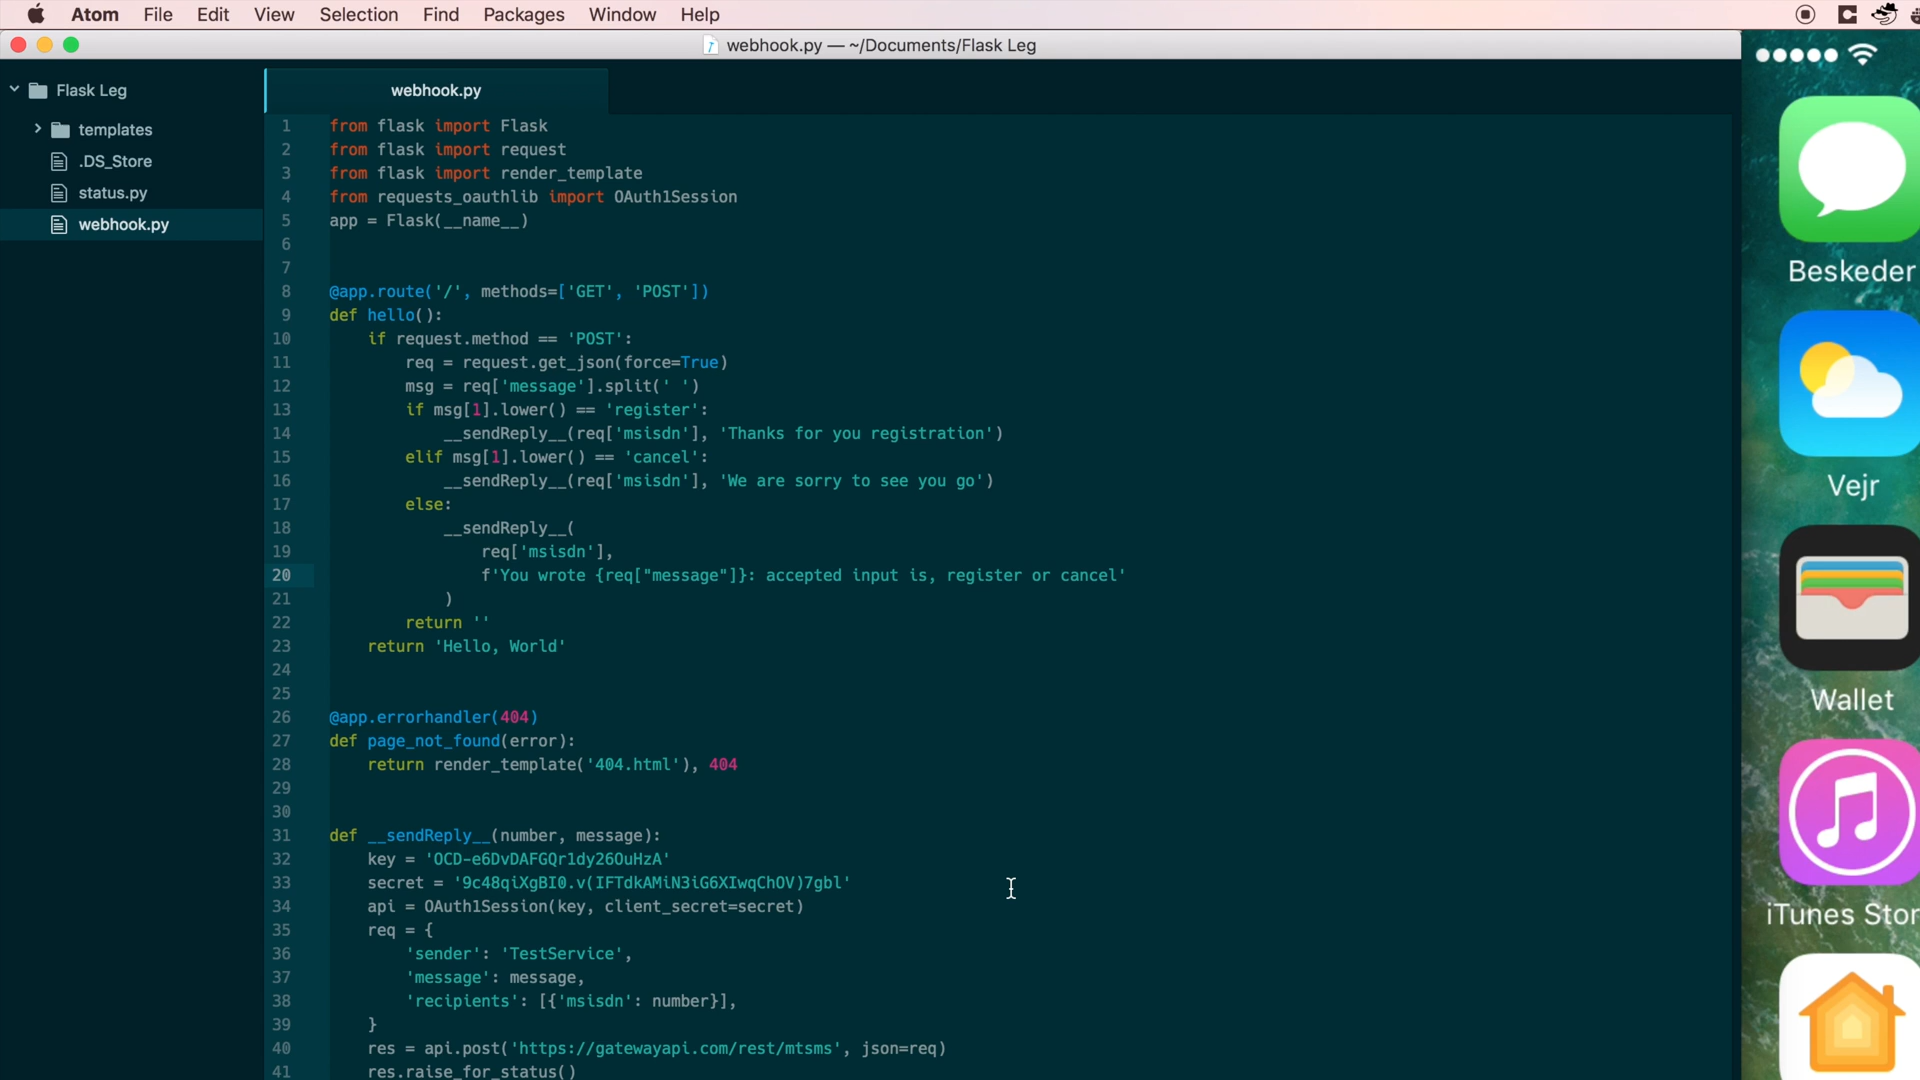 Atom File Edit View Selection Find Packages Window Help
webhook.py — ~/Documents/Flask Leg
Flask Leg
templates
.DS_Store
status.py
webhook.py
webhook.py
1 from flask import Flask
2 from flask import request
3 from flask import render_template
4 from requests_oauthlib import OAuth1Session
5 app = Flask(__name__)
6
7
8 @app.route('/', methods=['GET', 'POST'])
9 def hello():
10 if request.method == 'POST':
11 req = request.get_json(force=True)
12 msg = req['message'].split(' ')
13 if msg[1].lower() == 'register':
14 __sendReply__(req['msisdn'], 'Thanks for you registration')
15 elif msg[1].lower() == 'cancel':
16 __sendReply__(req['msisdn'], 'We are sorry to see you go')
17 else:
18 __sendReply__(
19 req['msisdn'],
20 f'You wrote {req["message"]}: accepted input is, register or cancel'
21 )
22 return ''
23 return 'Hello, World'
24
25
26 @app.errorhandler(404)
27 def page_not_found(error):
28 return render_template('404.html'), 404
29
30
31 def __sendReply__(number, message):
32 key = 'OCD-e6DvDAFGQr1dy26OuHzA'
33 secret = '9c48qiXgBI0.v(IFTdkAMiN3iG6XIwqChOV)7gbl'
34 api = OAuth1Session(key, client_secret=secret)
35 req = {
36 'sender': 'TestService',
37 'message': message,
38 'recipients': [{'msisdn': number}],
39 }
40 res = api.post('https://gatewayapi.com/rest/mtsms', json=req)
41 res.raise_for_status()
Beskeder
Vejr
Wallet
iTunes Stor